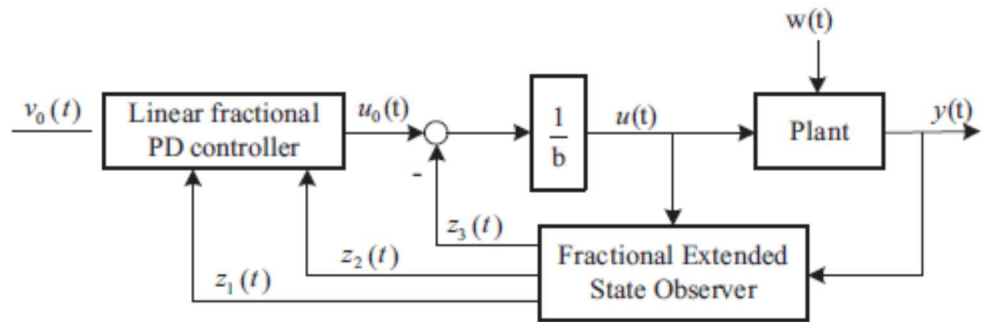 w(t)
v₀(t)
Linear fractional
PD controller
u₀(t)
1
b
u(t)
Plant
y(t)
-
z₃(t)
z₂(t)
z₁(t)
Fractional Extended
State Observer